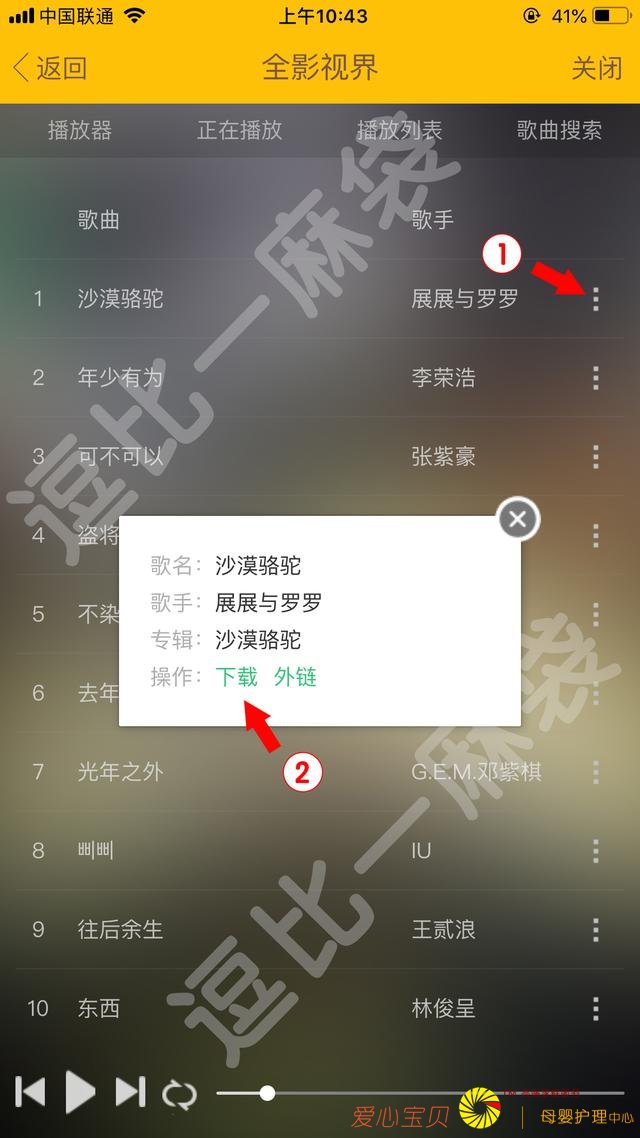 中国联通 上午10:43 41%
返回 全影视界 关闭
播放器 正在播放 播放列表 歌曲搜索
歌曲 歌手
1
1 沙漠骆驼 展展与罗罗
2 年少有为 李荣浩
3 可不可以 张紫豪
4 盗将
歌名：沙漠骆驼
歌手：展展与罗罗
5 不染
专辑：沙漠骆驼
操作：下载 外链
6 去年
2
7 光年之外 G.E.M.邓紫棋
8 삐삐 IU
9 往后余生 王贰浪
10 东西 林俊呈
逗比一麻袋
逗比一麻袋
爱心宝贝 母婴护理中心